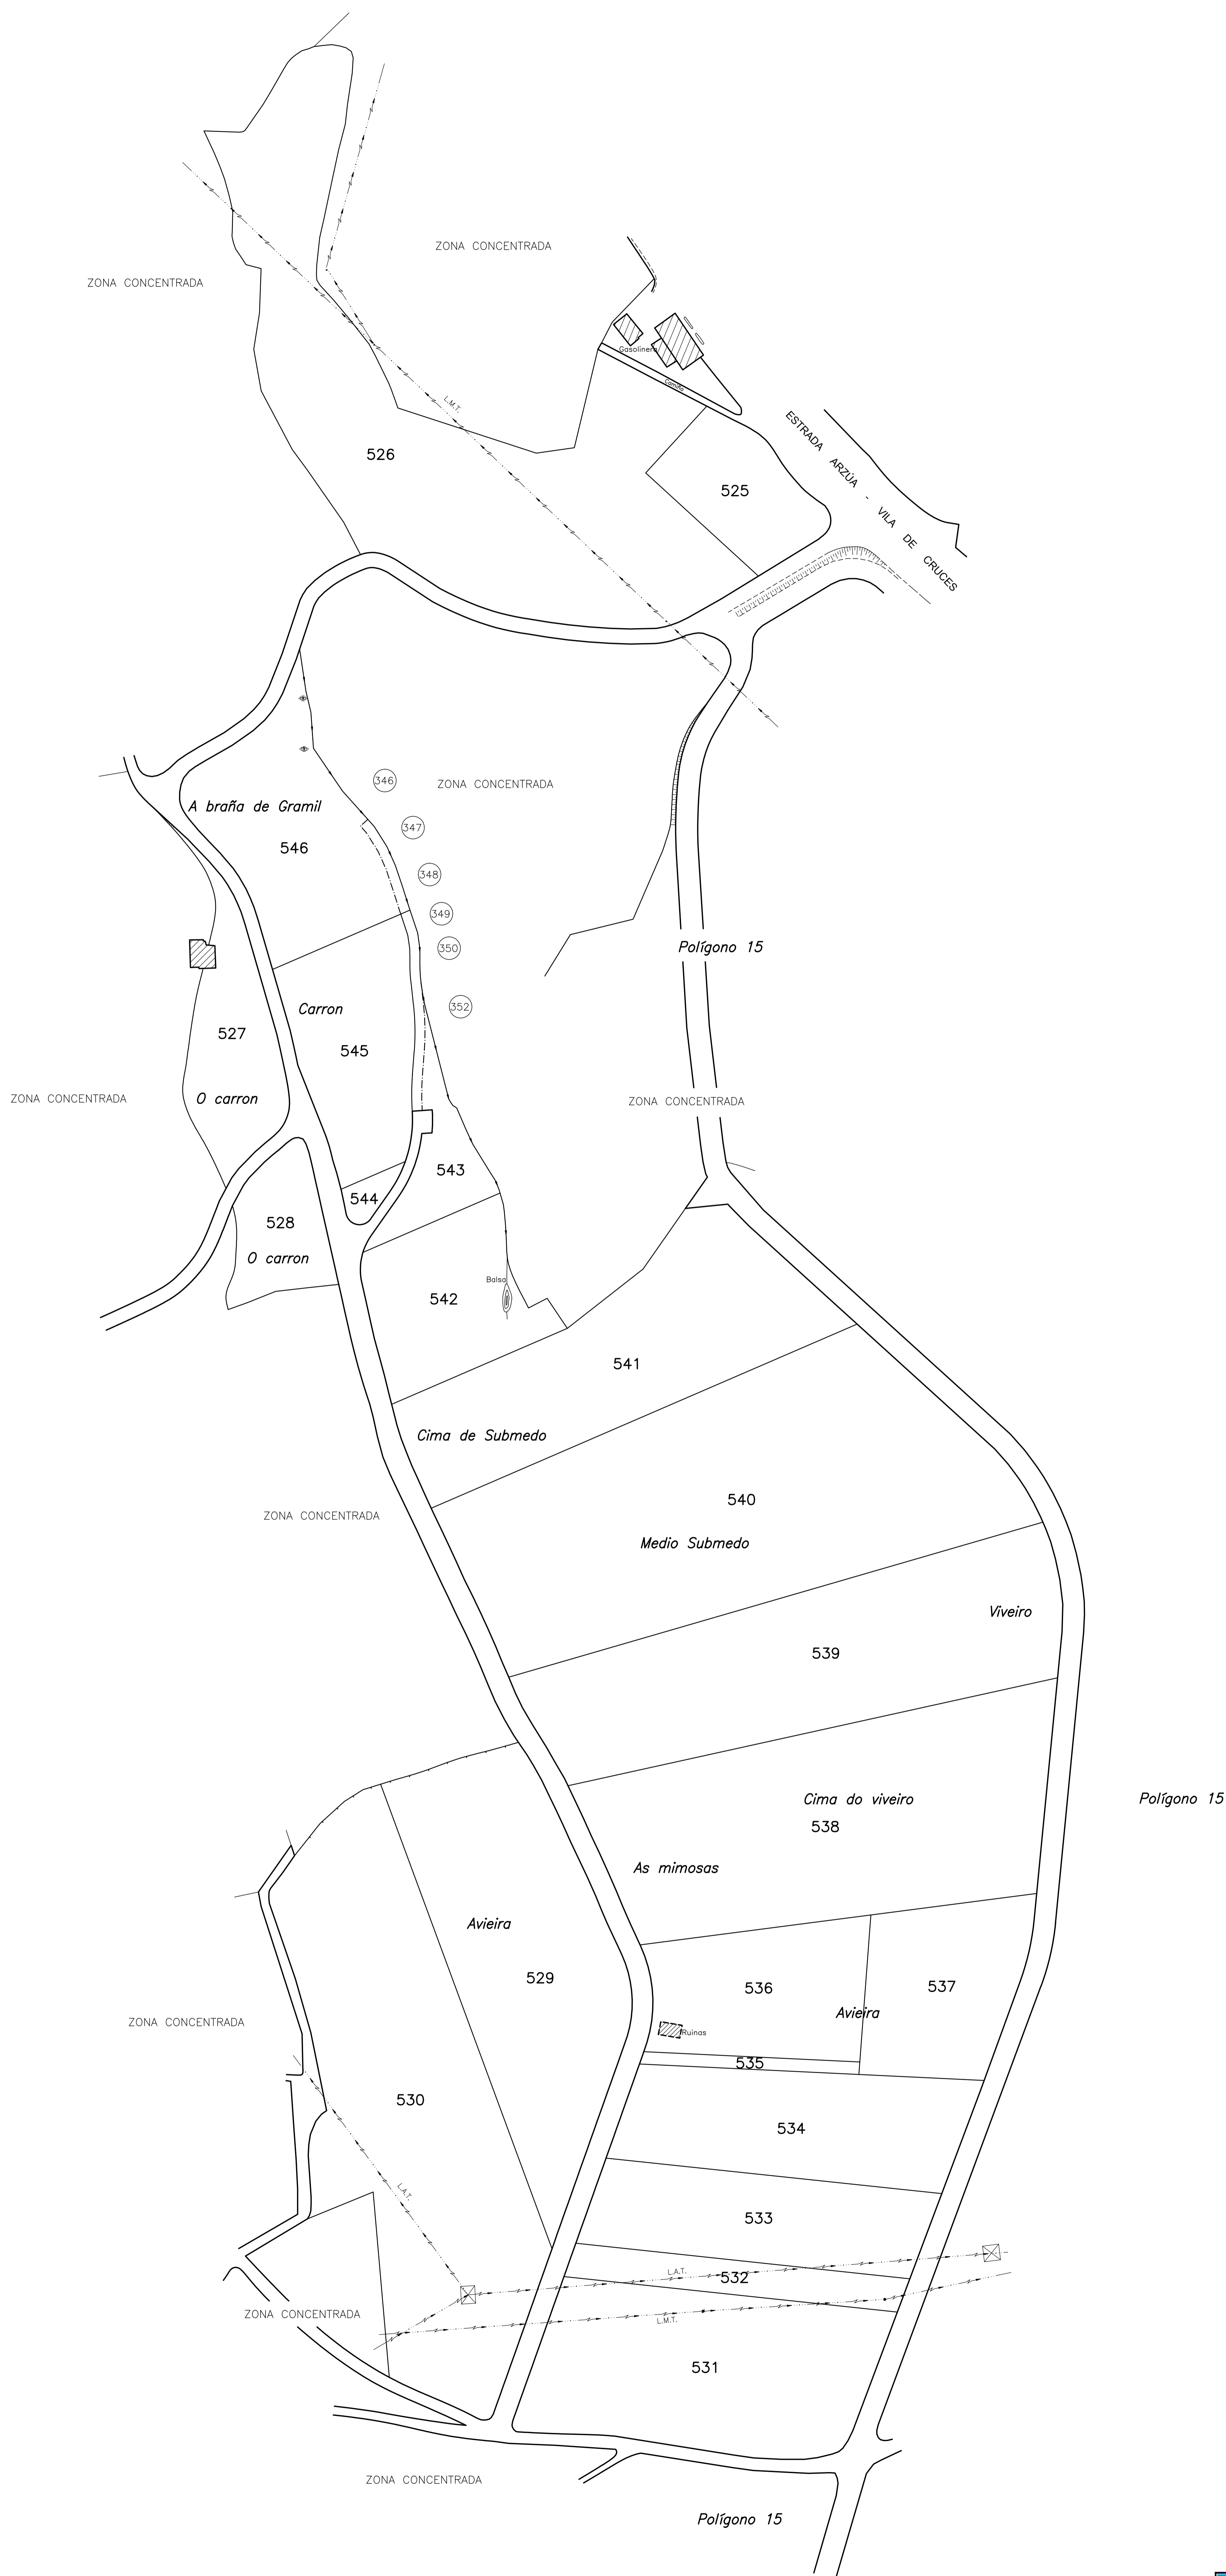 ZONA CONCENTRADA
ZONA CONCENTRADA
Gasolinera
Camiño
L.M.T.
ESTRADA ARZÚA - VILA DE CRUCES
526
525
346
ZONA CONCENTRADA
A braña de Gramil
347
546
348
349
350
Polígono 15
352
Carron
527
545
O carron
ZONA CONCENTRADA
ZONA CONCENTRADA
543
544
528
O carron
Balsa
542
541
Cima de Submedo
540
ZONA CONCENTRADA
Medio Submedo
Viveiro
539
Cima do viveiro
Polígono 15
538
As mimosas
Avieira
529
536
537
Avieira
ZONA CONCENTRADA
Ruinas
535
530
534
L.A.T.
533
L.A.T.
532
ZONA CONCENTRADA
L.M.T.
531
ZONA CONCENTRADA
Polígono 15